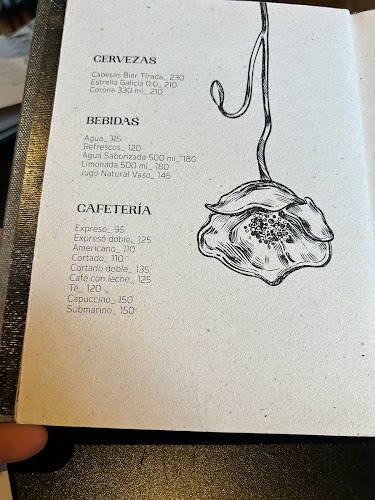 CERVEZAS
Cabesas Bier Tirada_ 230
Estrella Galicia 0.0_ 210
Corona 330 ml_ 210
BEBIDAS
Agua_ 115
Refrescos_ 120
Agua Saborizada 500 ml_ 180
Limonada 500 ml_ 180
Jugo Natural Vaso_ 145
CAFETERÍA
Expreso_ 95
Expreso doble_ 125
Americano_ 110
Cortado_ 110
Cortado doble_ 135
Café con leche_ 125
Té_ 120
Capuccino_ 150
Submarino_ 150